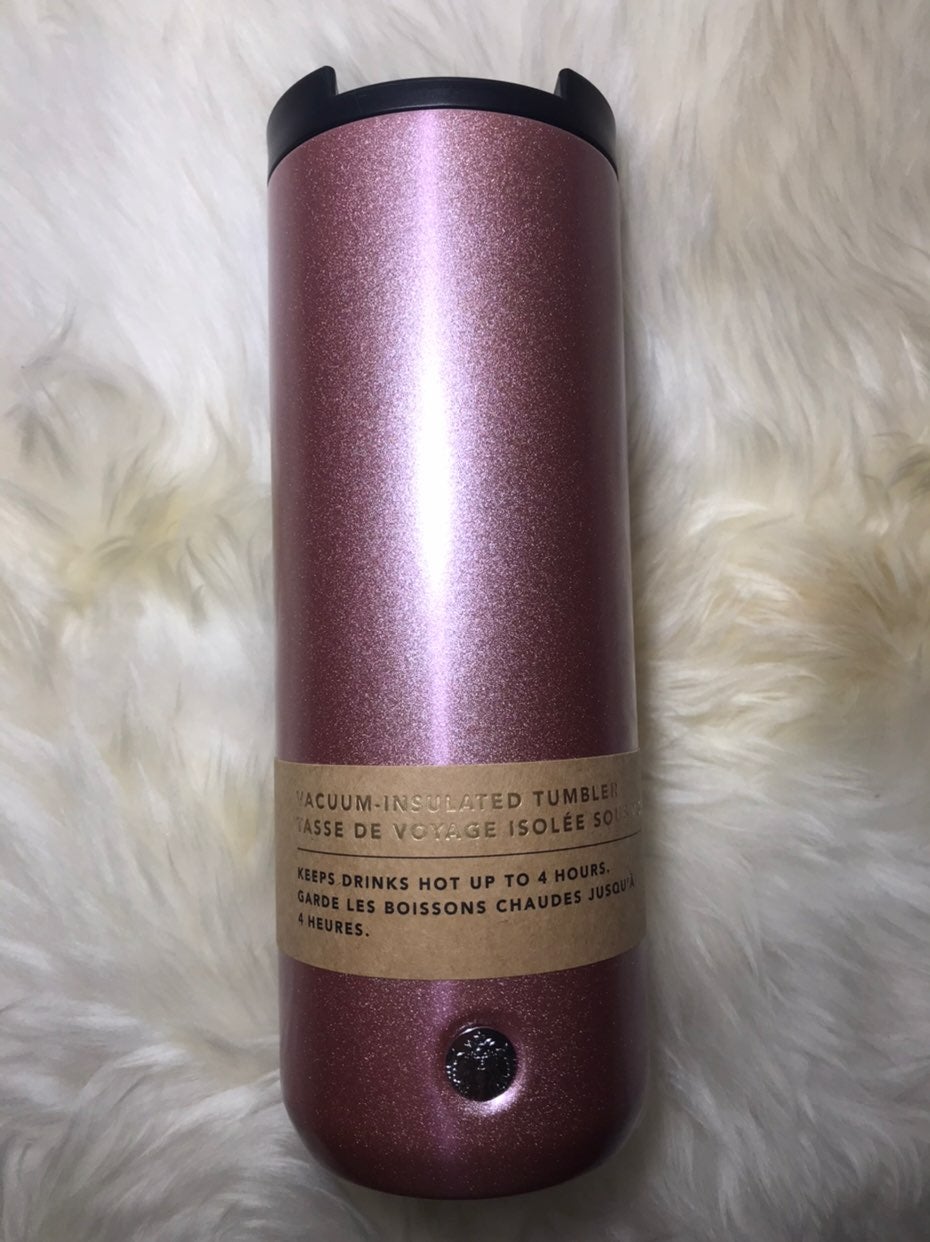 VACUUM-INSULATED TUMBLER
TASSE DE VOYAGE ISOLÉE SOUS
KEEPS DRINKS HOT UP TO 4 HOURS.
GARDE LES BOISSONS CHAUDES JUSQU'À
4 HEURES.